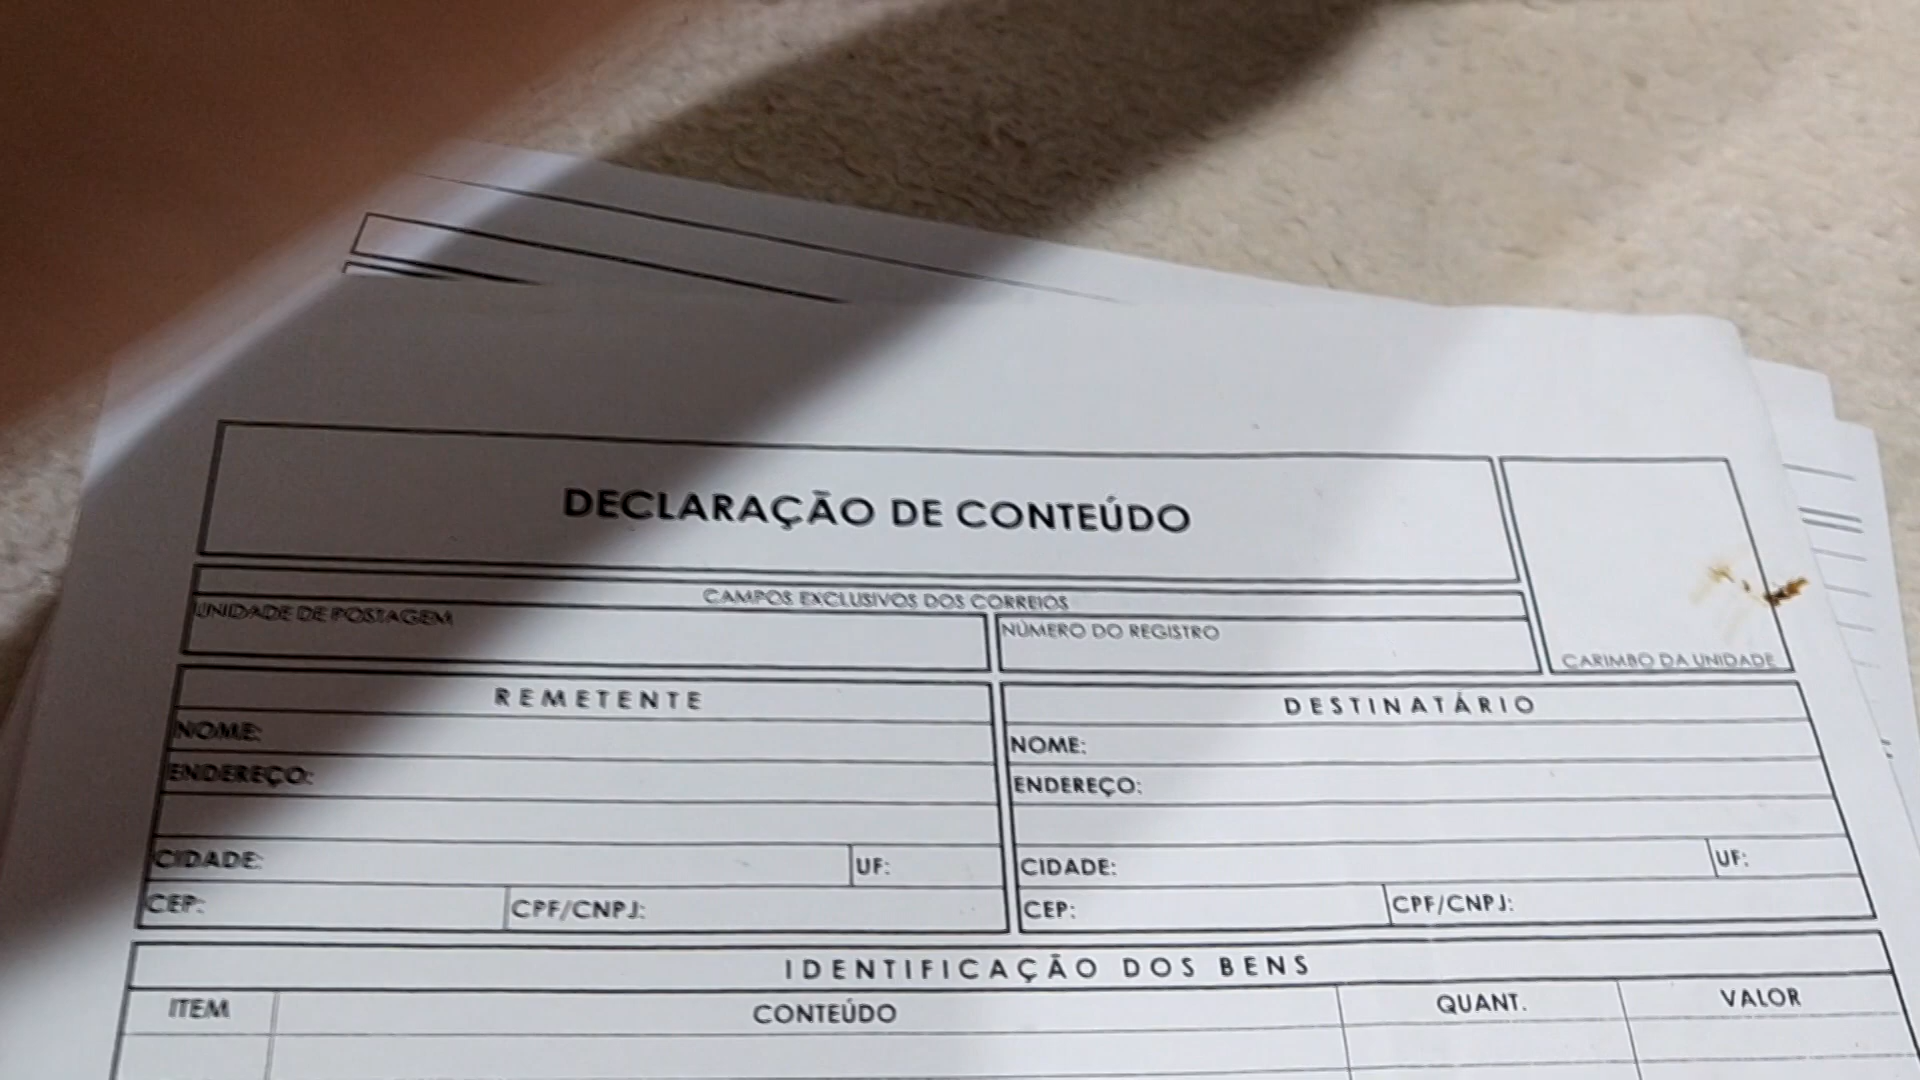 DECLARAÇÃO DE CONTEÚDO
CAMPOS EXCLUSIVOS DOS CORREIOS
UNIDADE DE POSTAGEM
NÚMERO DO REGISTRO
CARIMBO DA UNIDADE
REMETENTE
NOME:
ENDEREÇO:
CIDADE: UF:
CEP: CPF/CNPJ:
DESTINATÁRIO
NOME:
ENDEREÇO:
CIDADE: UF:
CEP: CPF/CNPJ:
IDENTIFICAÇÃO DOS BENS
ITEM CONTEÚDO QUANT. VALOR